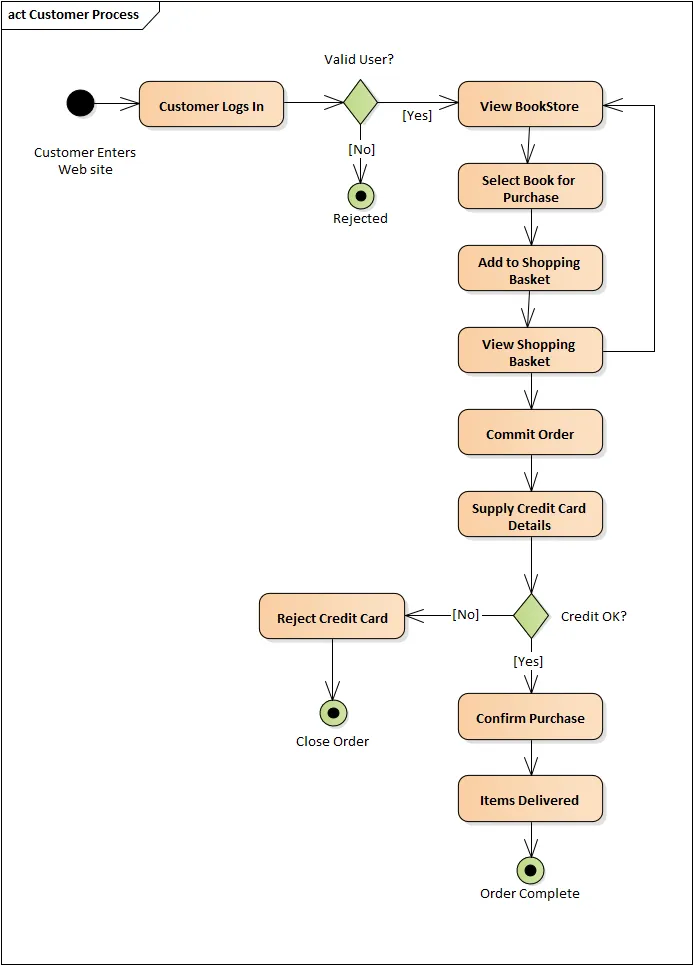 act Customer Process
Valid User?
Customer Logs In
View BookStore
[Yes]
Customer Enters
Web site
[No]
Rejected
Select Book for
Purchase
Add to Shopping
Basket
View Shopping
Basket
Commit Order
Supply Credit Card
Details
Reject Credit Card
[No]
Credit OK?
[Yes]
Close Order
Confirm Purchase
Items Delivered
Order Complete